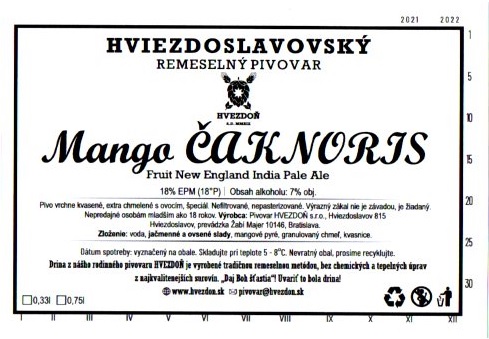 2021 2022
HVIEZDOSLAVOVSKÝ
REMESELNÝ PIVOVAR
HVEZDOŇ
Mango ČAKNORIS
Fruit New England India Pale Ale
18% EPM (18°P) | Obsah alkoholu: 7% obj.
Pivo vrchne kvasené, extra chmelené s ovocím, špeciál. Nefiltrované, nepasterizované. Výrazný zákal nie je závadou, je žiadaný.
Nepredajné osobám mladším ako 18 rokov. Výrobca: Pivovar HVEZDOŇ s.r.o., Hviezdoslavov 815
Hviezdoslavov, prevádzka Žabí Majer 10146, Bratislava.
Zloženie: voda, jačmenné a ovsené slady, mangové pyré, granulovaný chmeľ, kvasnice.
Dátum spotreby: vyznačený na obale. Skladujte pri teplote 5 - 8°C. Nevratný obal, prosíme recyklujte.
Drina z nášho rodinného pivovaru HVEZDOŇ je vyrobené tradičnou remeselnou metódou, bez chemických a tepelných úprav
z najkvalitenejších surovín. „Daj Boh šťastia“! Uvariť to bola drina!
www.hvezdon.sk pivovar@hvezdon.sk
0,33l 0,75l
1
5
10
15
20
25
30
I II III IV V VI VII VIII IX X XI XII